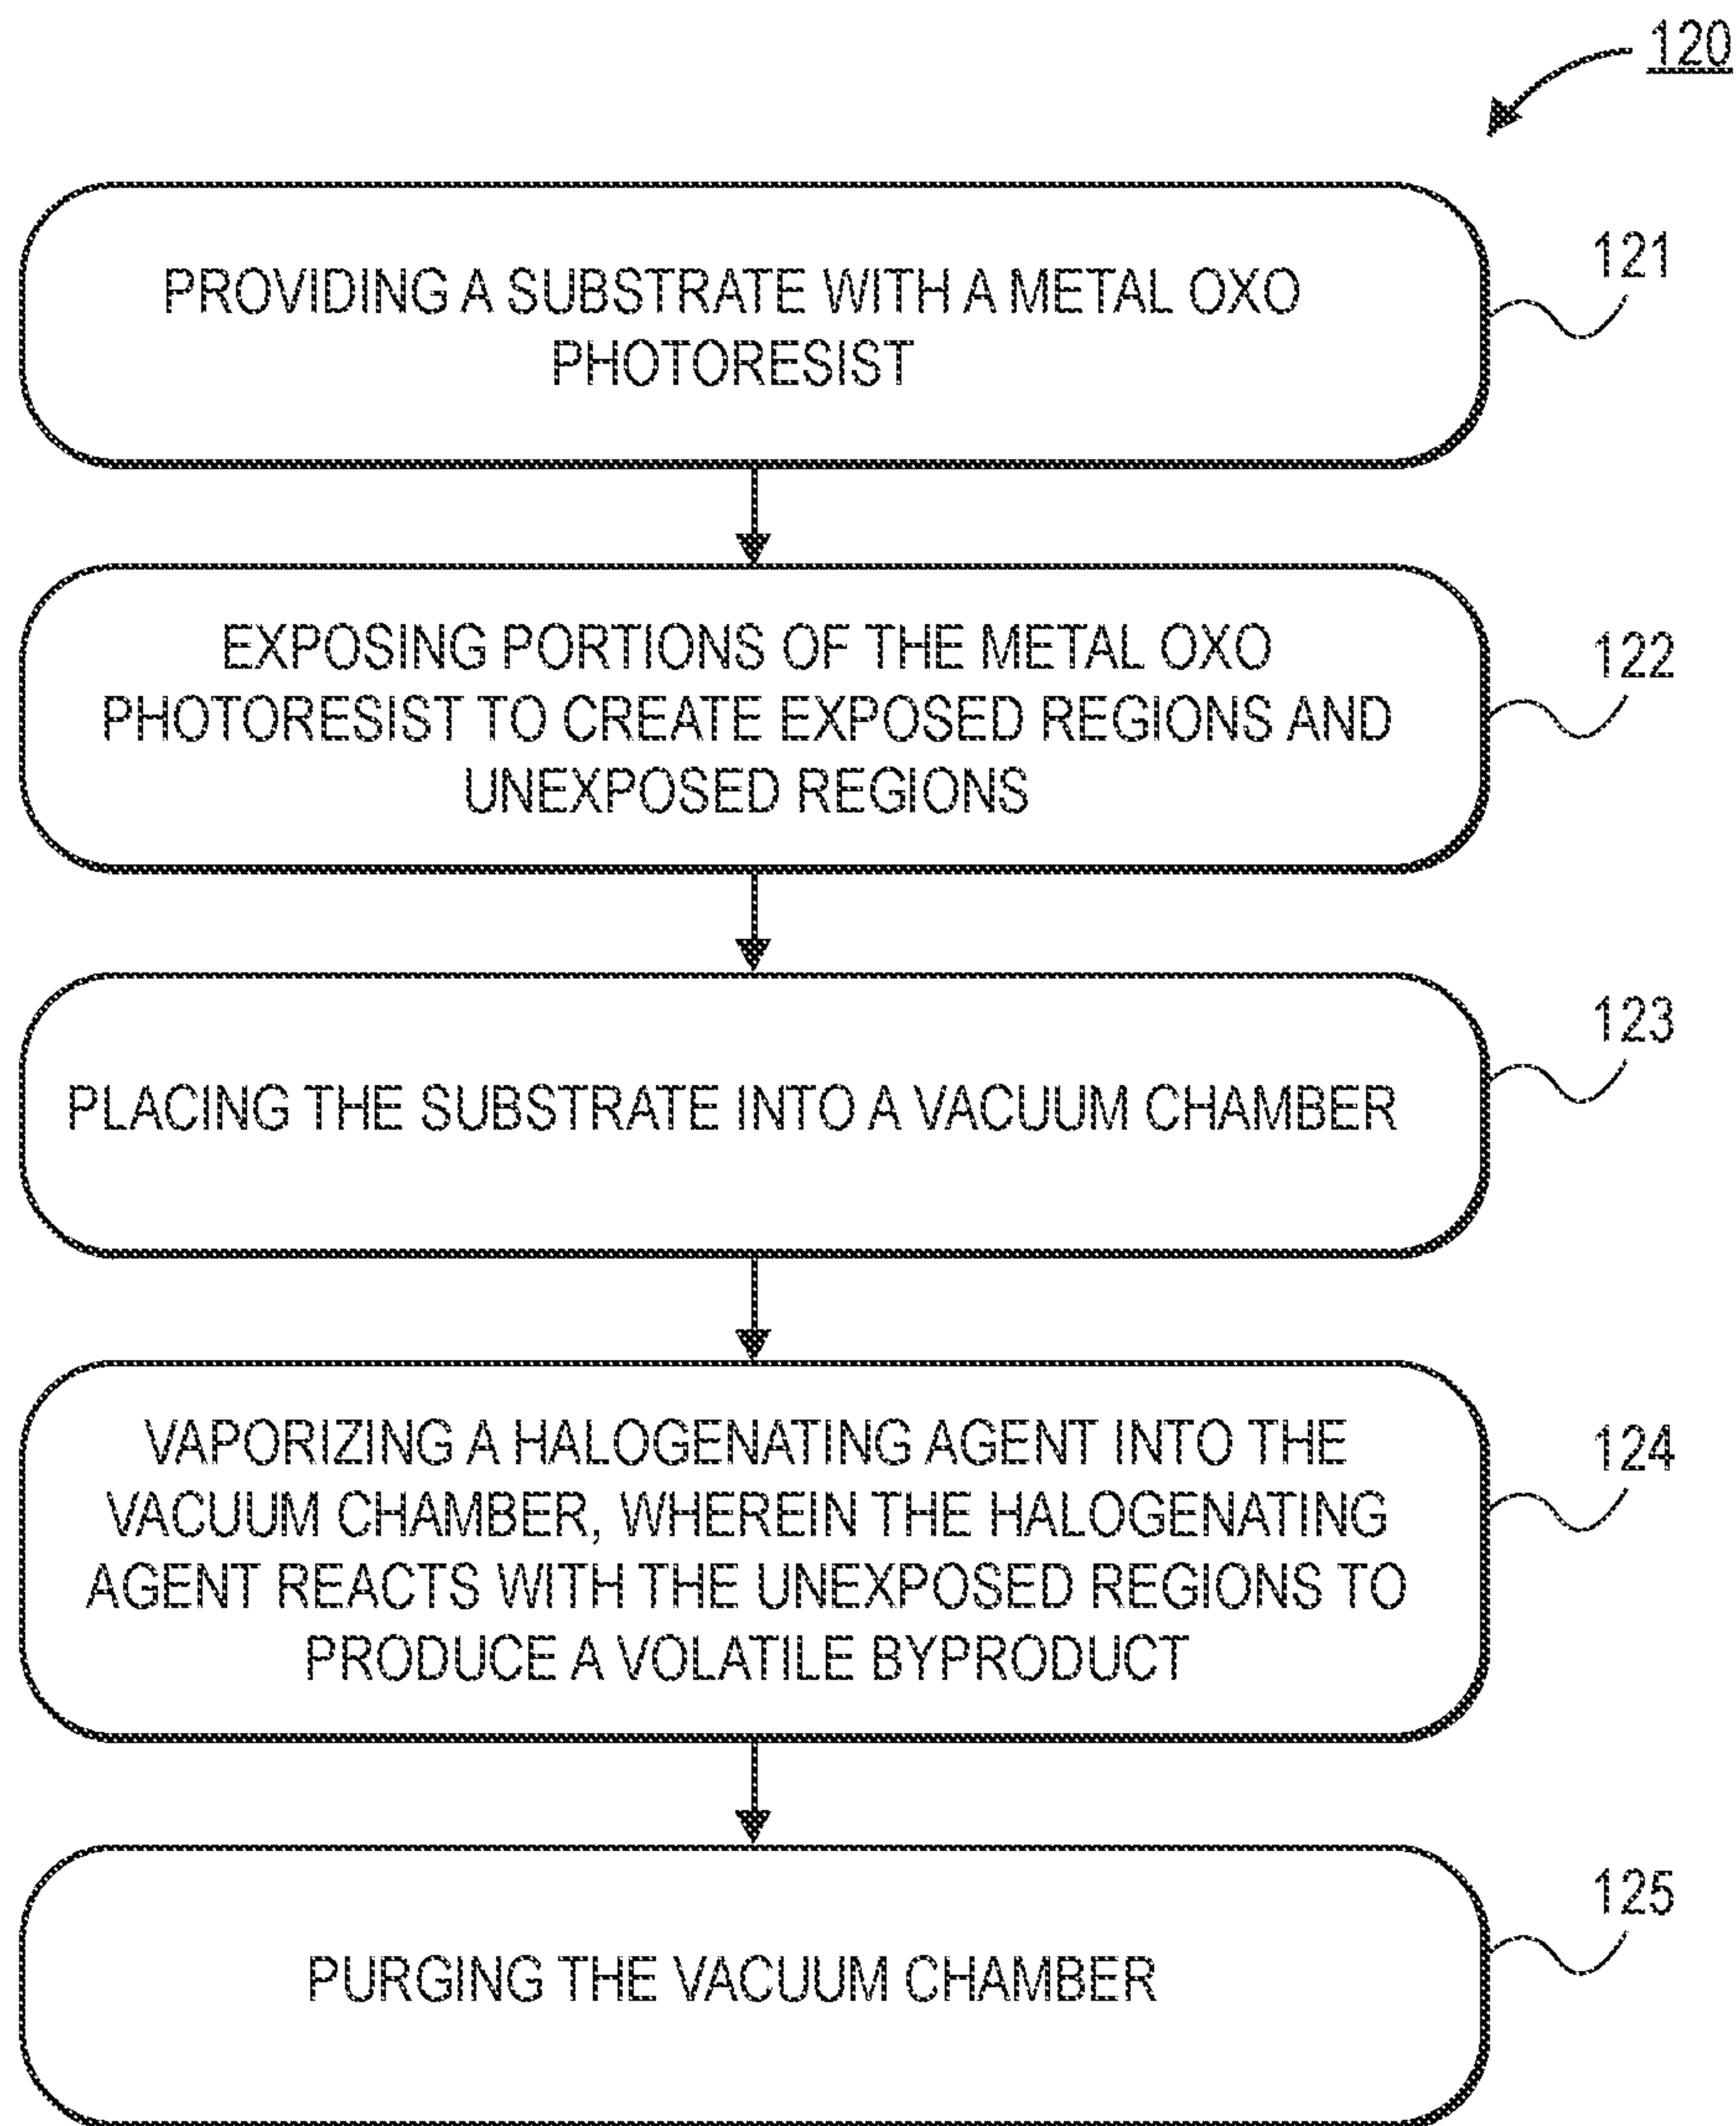 120
PROVIDING A SUBSTRATE WITH A METAL OXO
PHOTORESIST
121
EXPOSING PORTIONS OF THE METAL OXO
PHOTORESIST TO CREATE EXPOSED REGIONS AND
UNEXPOSED REGIONS
122
PLACING THE SUBSTRATE INTO A VACUUM CHAMBER
123
VAPORIZING A HALOGENATING AGENT INTO THE
VACUUM CHAMBER, WHEREIN THE HALOGENATING
AGENT REACTS WITH THE UNEXPOSED REGIONS TO
PRODUCE A VOLATILE BYPRODUCT
124
PURGING THE VACUUM CHAMBER
125